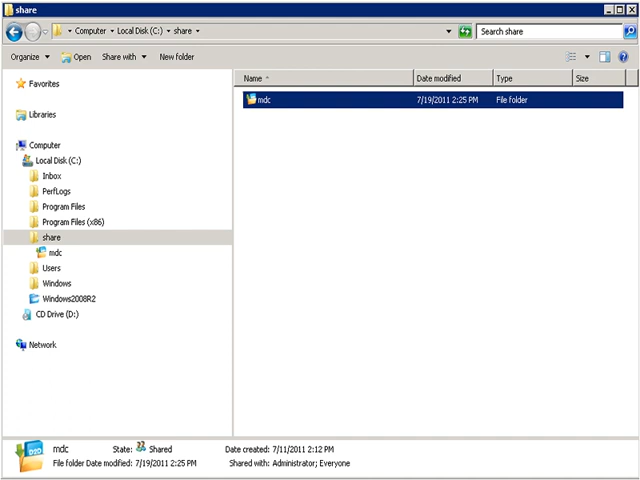 share
Computer Local Disk (C:) share
Search share
Organize Open Share with New folder
Name Date modified Type Size
mdc 7/19/2011 2:25 PM File folder
Favorites
Libraries
Computer
Local Disk (C:)
Inbox
PerfLogs
Program Files
Program Files (x86)
share
mdc
Users
Windows
Windows2008R2
CD Drive (D:)
Network
D2D
mdc State: Shared Date created: 7/11/2011 2:12 PM
File folder Date modified: 7/19/2011 2:25 PM Shared with: Administrator; Everyone